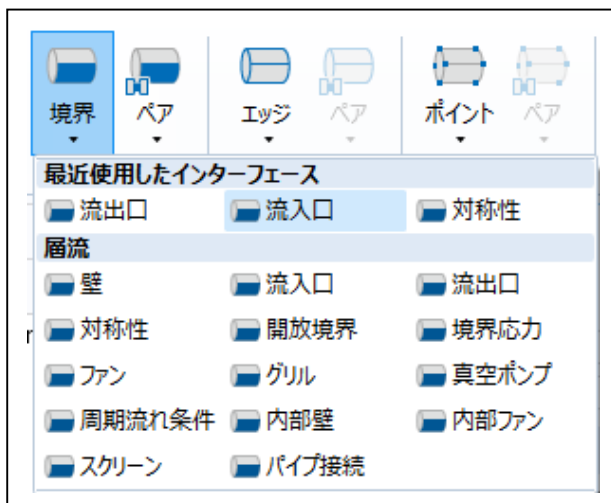 境界 ペア エッジ ペア ポイント ペア
最近使用したインターフェース
流出口 流入口 対称性
層流
壁 流入口 流出口
対称性 開放境界 境界応力
ファン グリル 真空ポンプ
周期流れ条件 内部壁 内部ファン
スクリーン パイプ接続